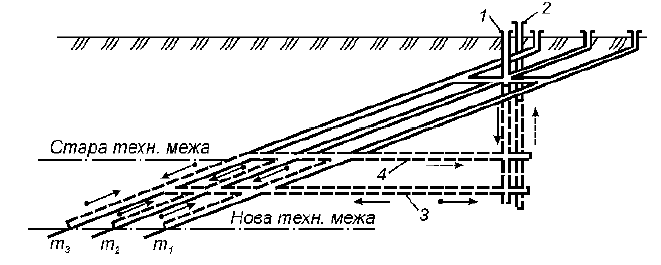 1 2
Стара техн. межа
4
3
Нова техн. межа
m3 m2 m1